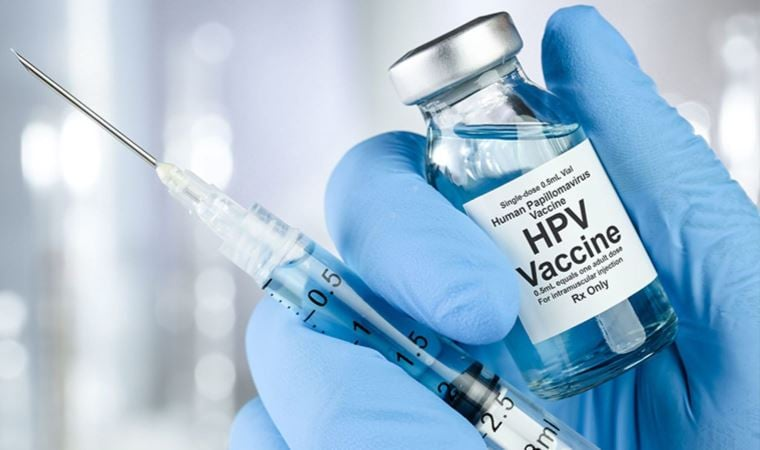 Single-dose 0.5mL Vial
Human Papillomavirus
Vaccine
HPV
Vaccine
0.5mL equals one adult dose
For intramuscular injection
Rx Only
0.5
1
1.5
2
2.5
3ml